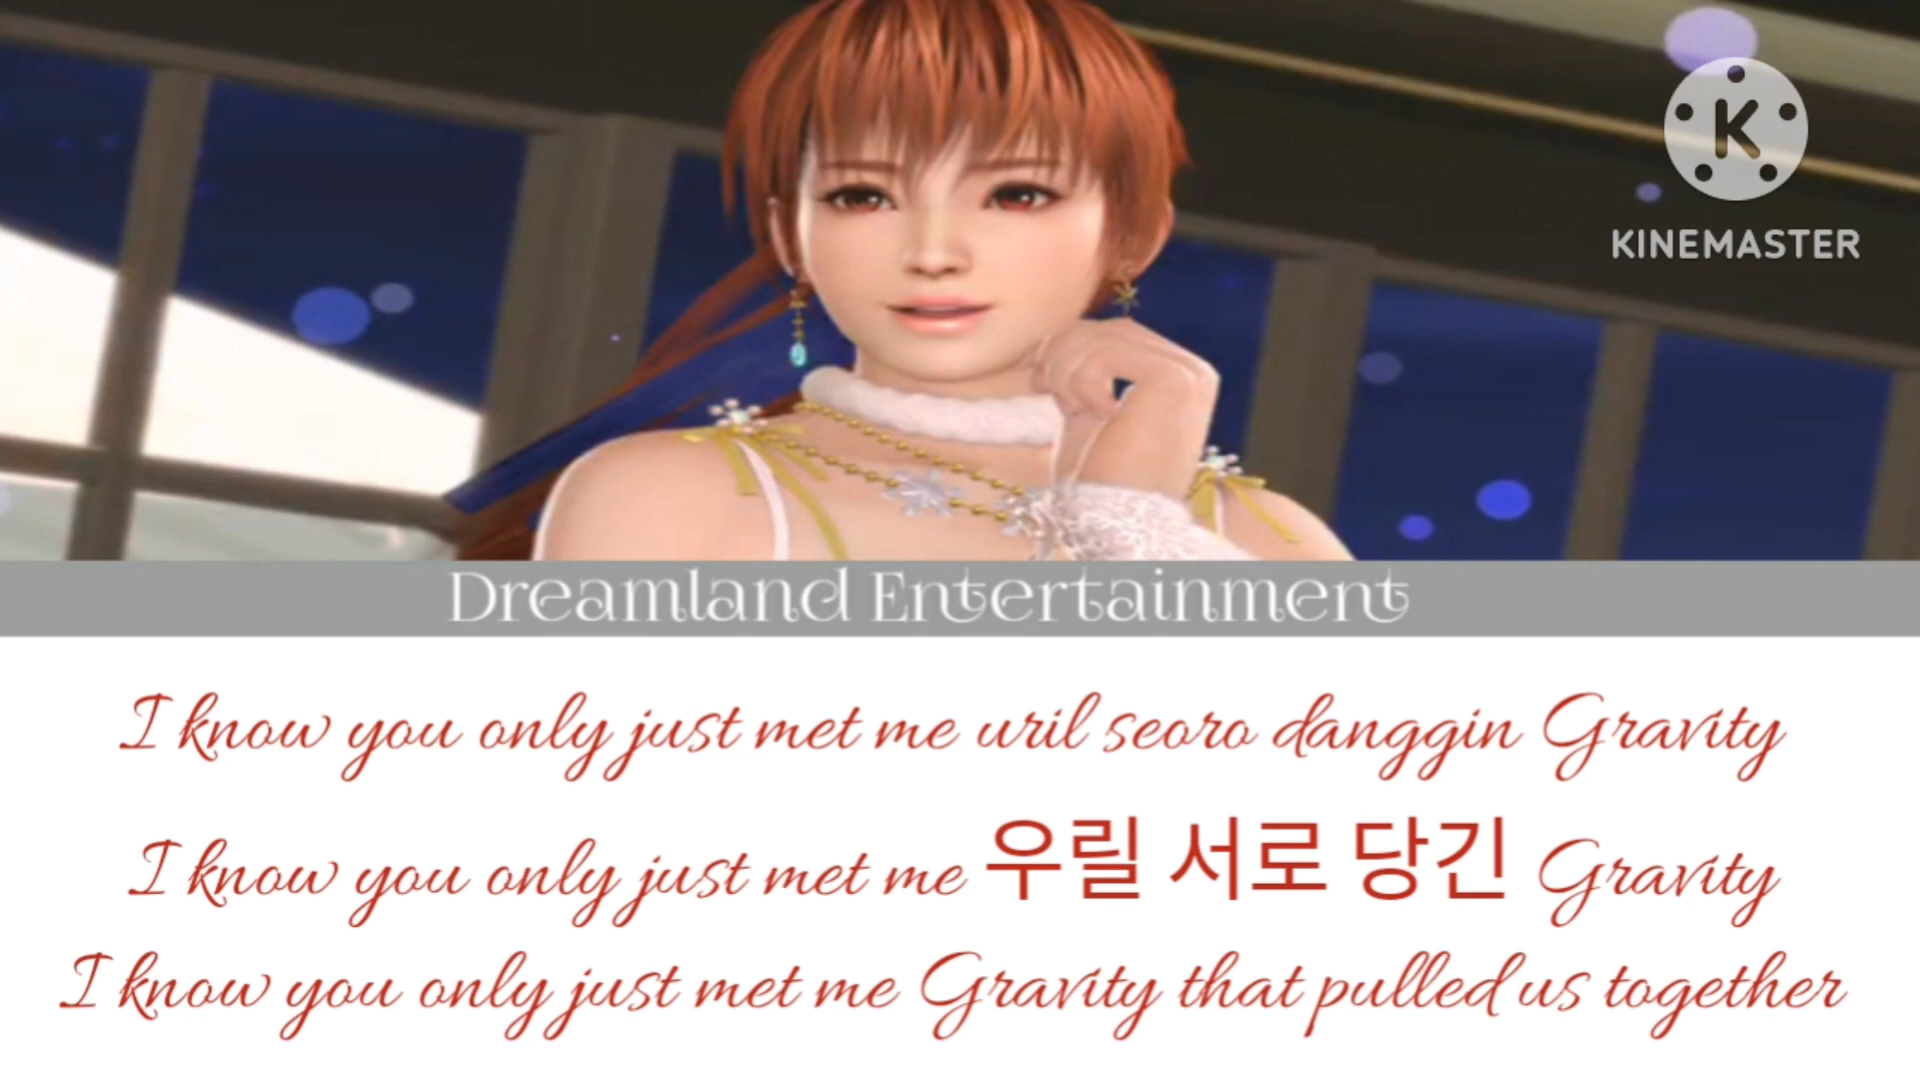 K
KINEMASTER
Dreamland Entertainment
I know you only just met me uril seoro danggin Gravity
I know you only just met me 우릴 서로 당긴 Gravity
I know you only just met me Gravity that pulled us together